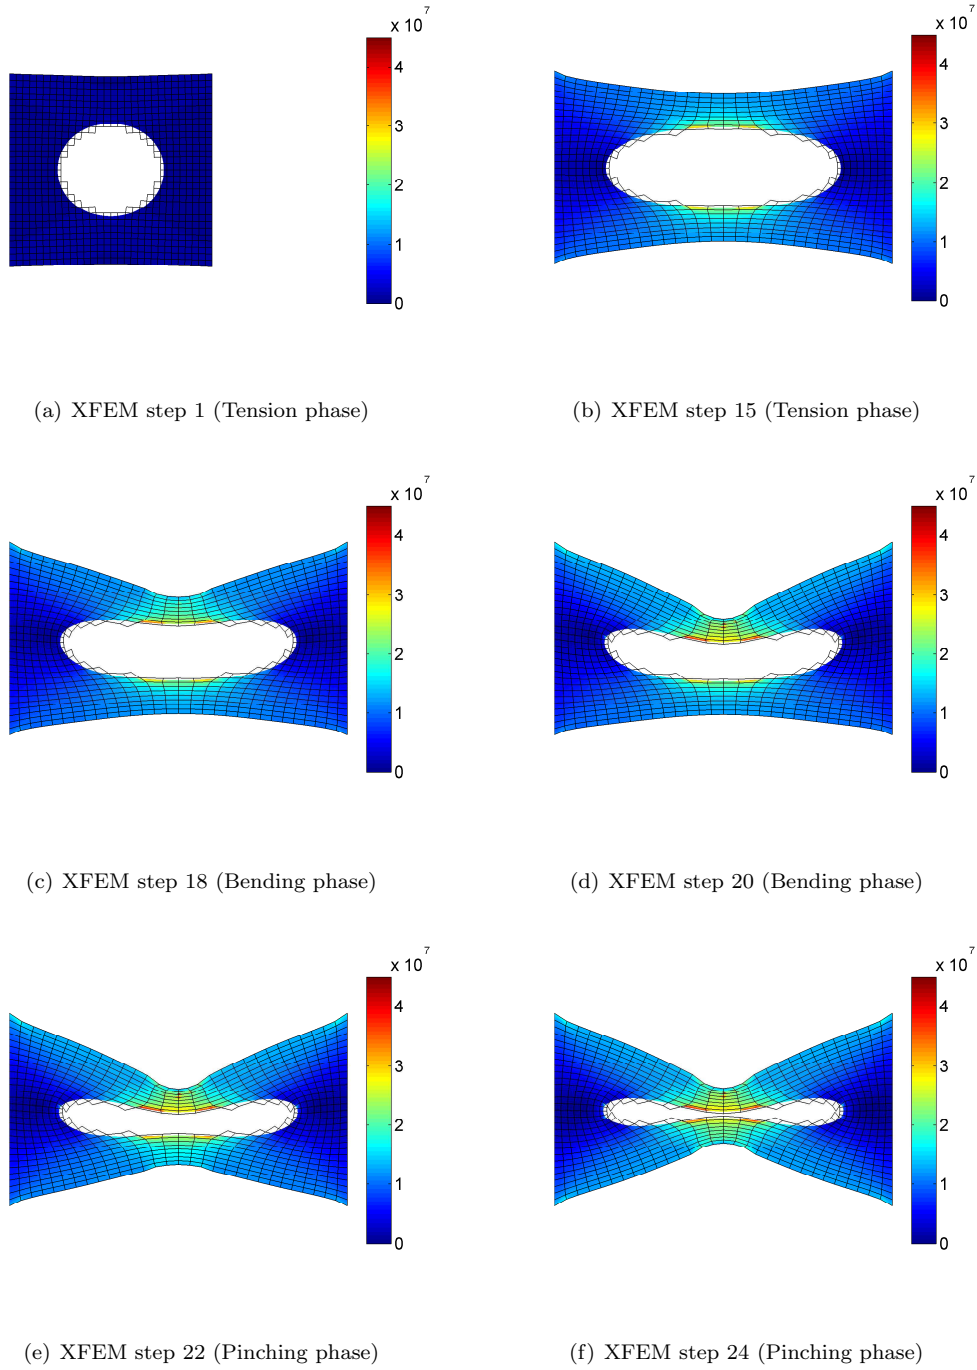 x 10 7
4
3
2
1
0
x 10 7
4
3
2
1
0
(a) XFEM step 1 (Tension phase)
(b) XFEM step 15 (Tension phase)
x 10 7
4
3
2
1
0
x 10 7
4
3
2
1
0
(c) XFEM step 18 (Bending phase)
(d) XFEM step 20 (Bending phase)
x 10 7
4
3
2
1
0
x 10 7
4
3
2
1
0
(e) XFEM step 22 (Pinching phase)
(f) XFEM step 24 (Pinching phase)